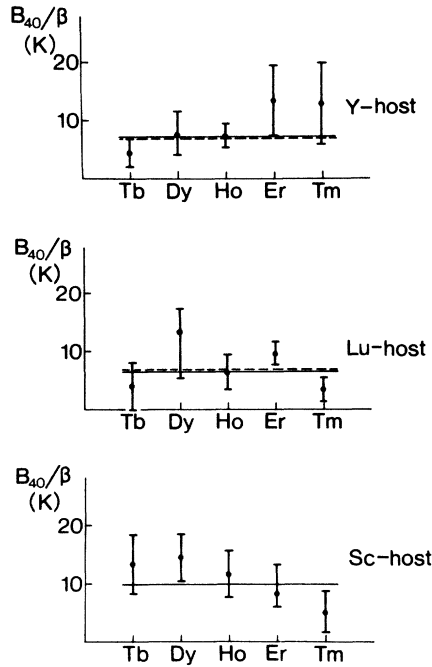 B₄₀/β
(K)
20
10
Y-host
Tb Dy Ho Er Tm
B₄₀/β
(K)
20
10
Lu-host
Tb Dy Ho Er Tm
B₄₀/β
(K)
20
10
Sc-host
Tb Dy Ho Er Tm